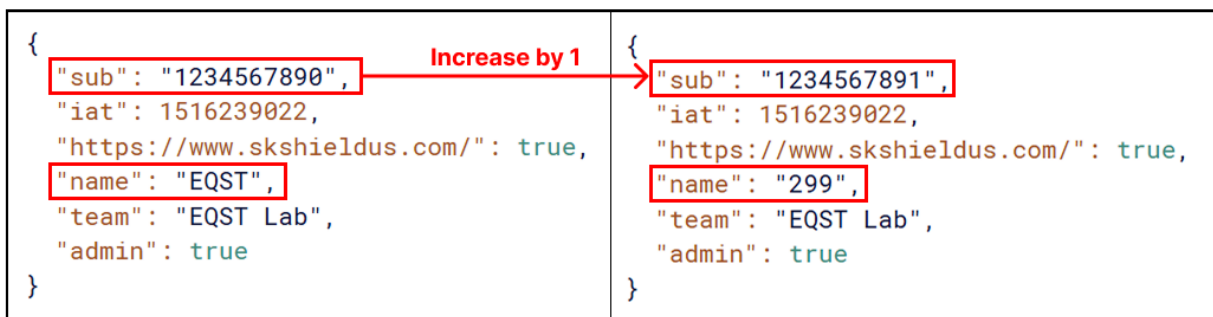 {
"sub": "1234567890",
"iat": 1516239022,
"https://www.skshieldus.com/": true,
"name": "EQST",
"team": "EQST Lab",
"admin": true
}
Increase by 1
{
"sub": "1234567891",
"iat": 1516239022,
"https://www.skshieldus.com/": true,
"name": "299",
"team": "EQST Lab",
"admin": true
}